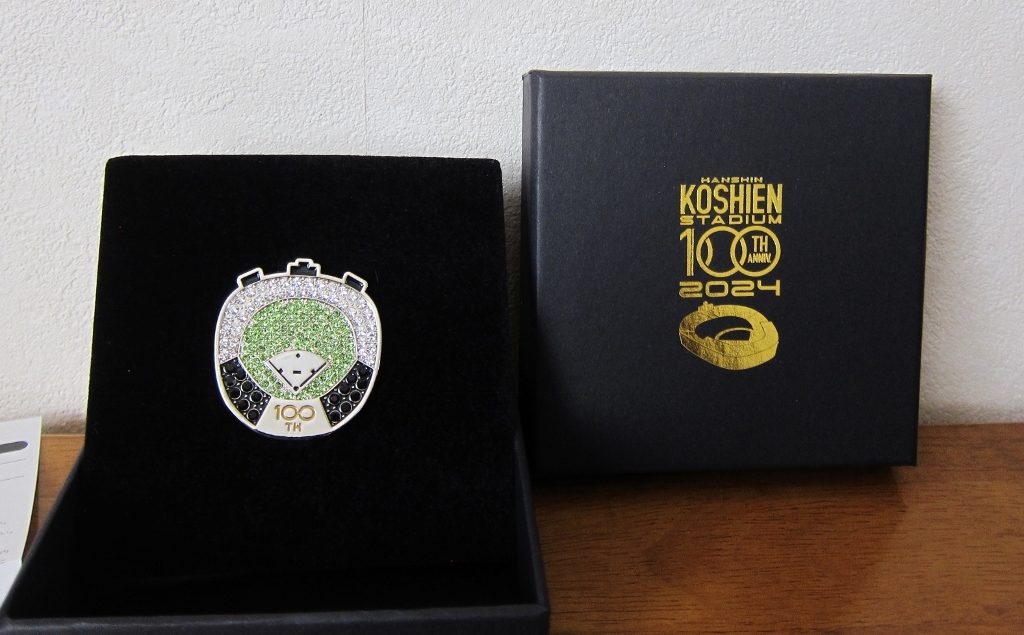 100
TH
HANSHIN
KOSHIEN
STADIUM
100 TH
ANNIV.
2024